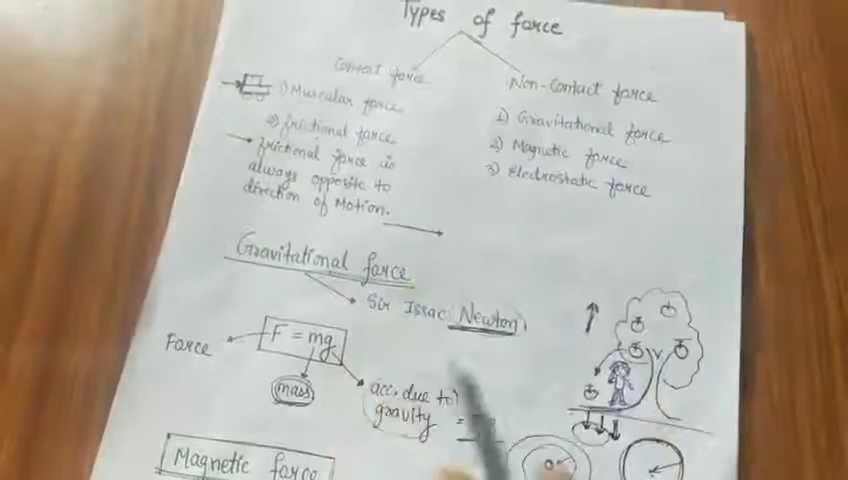 Types of force
Contact force
1) Muscular force
2) frictional force
frictional force is
always opposite to
direction of Motion.
Non-Contact force
1) Gravitational force
2) Magnetic force
3) Electrostatic force
Gravitational force
Sir Issac Newton
F = mg
Force
mass
acc. due to
gravity
Magnetic force